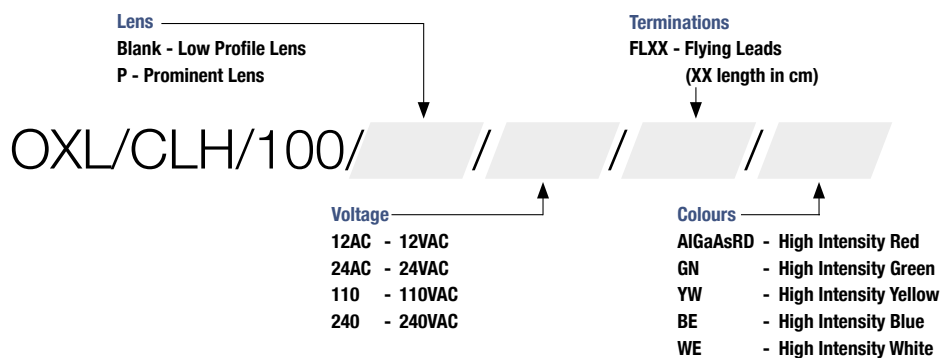 Lens
Blank - Low Profile Lens
P - Prominent Lens
Terminations
FLXX - Flying Leads
(XX length in cm)
OXL/CLH/100/ / / /
Voltage
12AC - 12VAC
24AC - 24VAC
110 - 110VAC
240 - 240VAC
Colours
AlGaAsRD - High Intensity Red
GN - High Intensity Green
YW - High Intensity Yellow
BE - High Intensity Blue
WE - High Intensity White